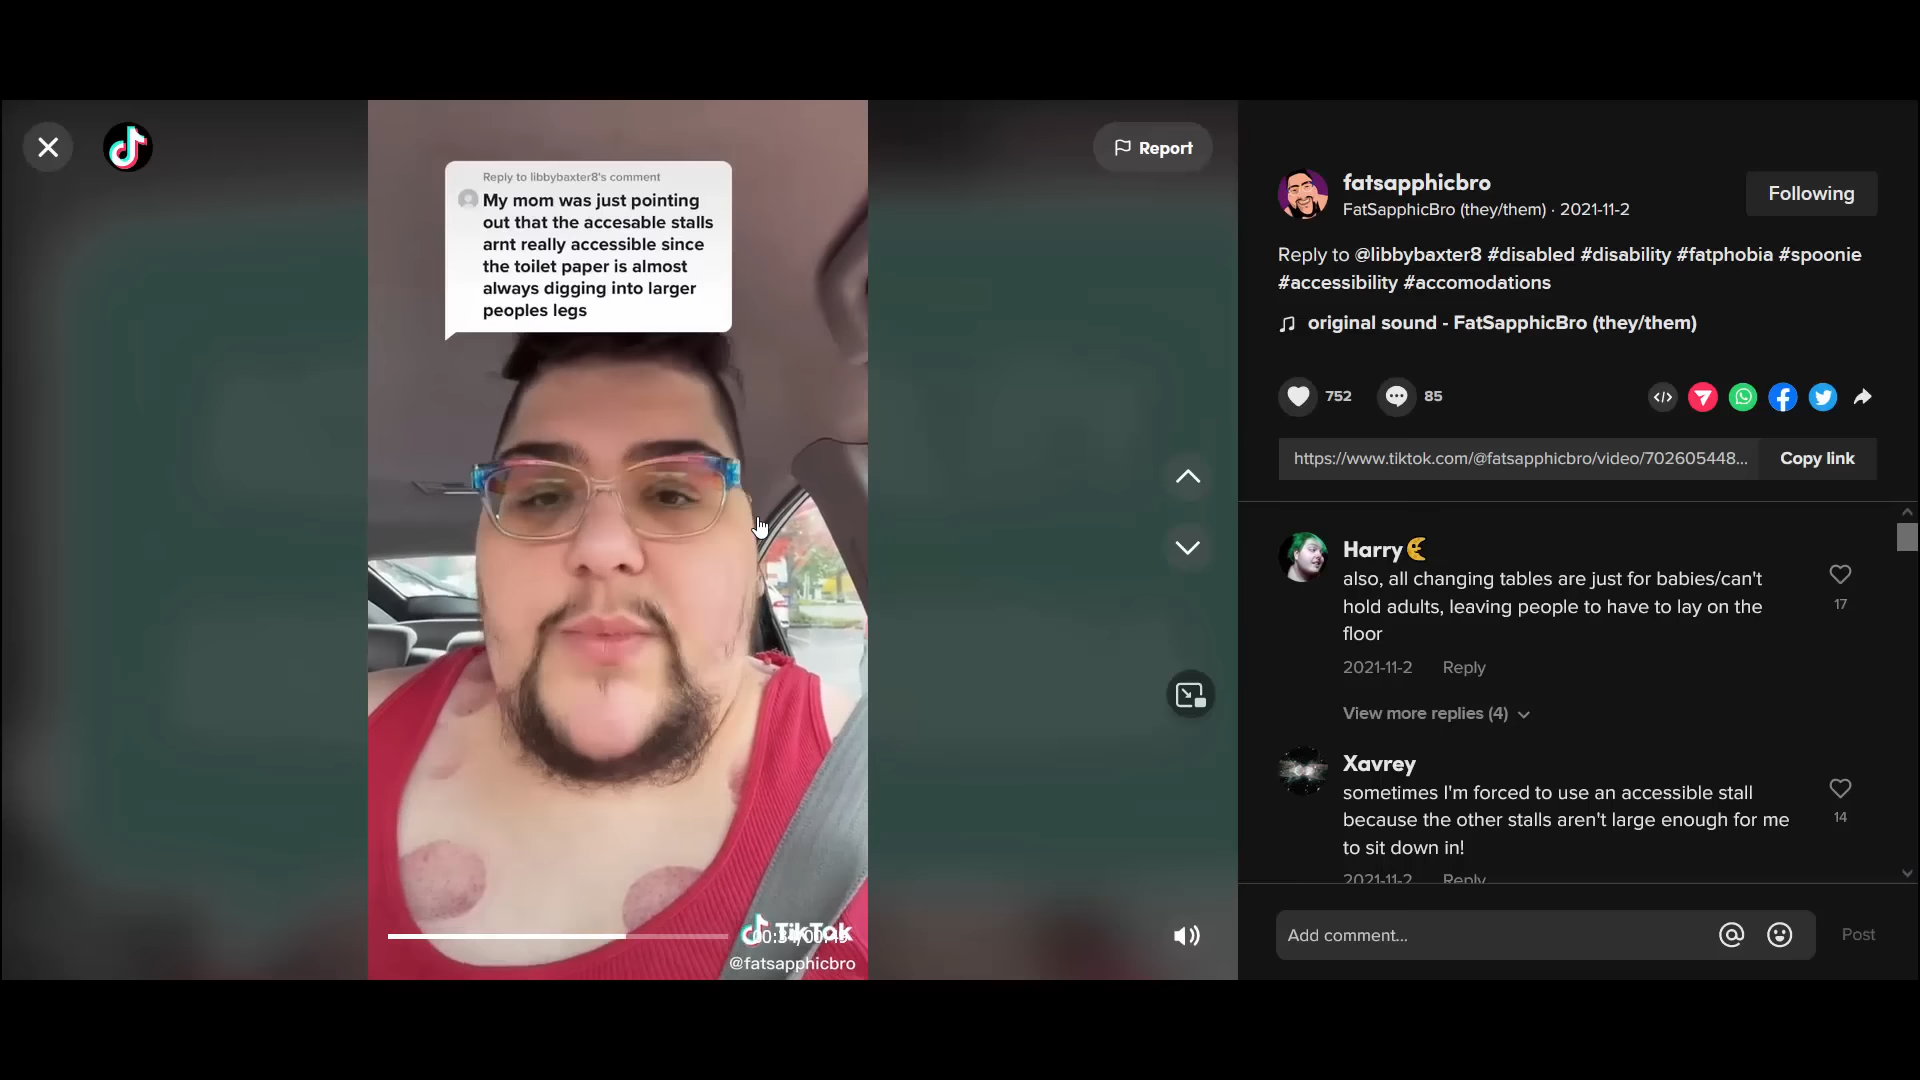 Report
Reply to libbybaxter8's comment
My mom was just pointing
out that the accesable stalls
arnt really accessible since
the toilet paper is almost
always digging into larger
peoples legs
TikTok
@fatsapphicbro
fatsapphicbro
FatSapphicBro (they/them) · 2021-11-2
Following
Reply to @libbybaxter8 #disabled #disability #fatphobia #spoonie
#accessibility #accomodations
original sound - FatSapphicBro (they/them)
752
85
https://www.tiktok.com/@fatsapphicbro/video/702605448...
Copy link
Harry
also, all changing tables are just for babies/can't
hold adults, leaving people to have to lay on the
floor
17
2021-11-2 Reply
View more replies (4)
Xavrey
sometimes I'm forced to use an accessible stall
because the other stalls aren't large enough for me
to sit down in!
14
2021-11-2 Reply
Add comment...
Post